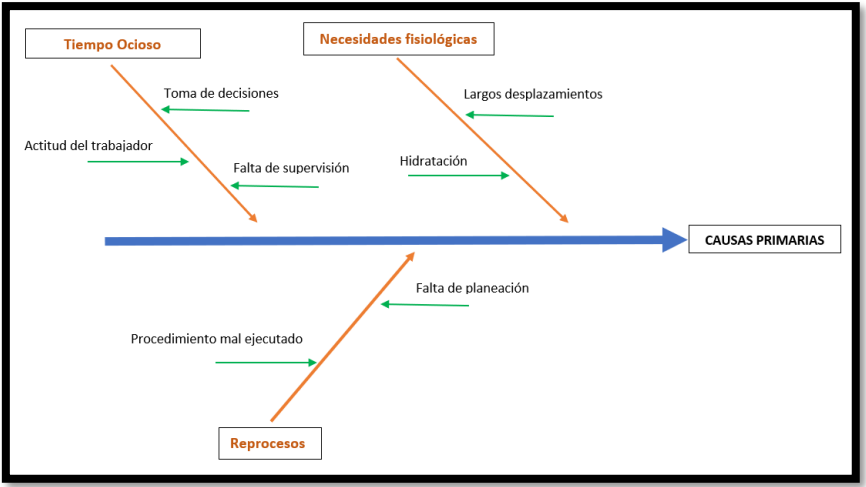 Tiempo Ocioso
Necesidades fisiológicas
Toma de decisiones
Largos desplazamientos
Actitud del trabajador
Falta de supervisión
Hidratación
CAUSAS PRIMARIAS
Falta de planeación
Procedimiento mal ejecutado
Reprocesos